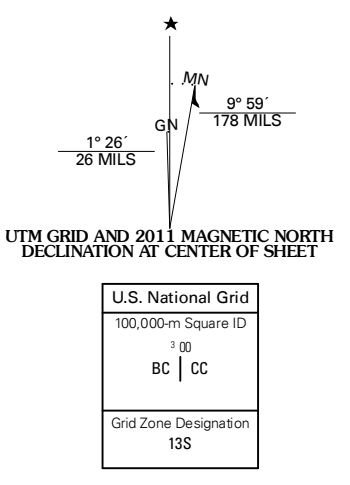 ★
MN
GN
9° 59´
178 MILS
1° 26´
26 MILS
UTM GRID AND 2011 MAGNETIC NORTH
DECLINATION AT CENTER OF SHEET
U.S. National Grid
100,000-m Square ID
3 00
BC | CC
Grid Zone Designation
13S